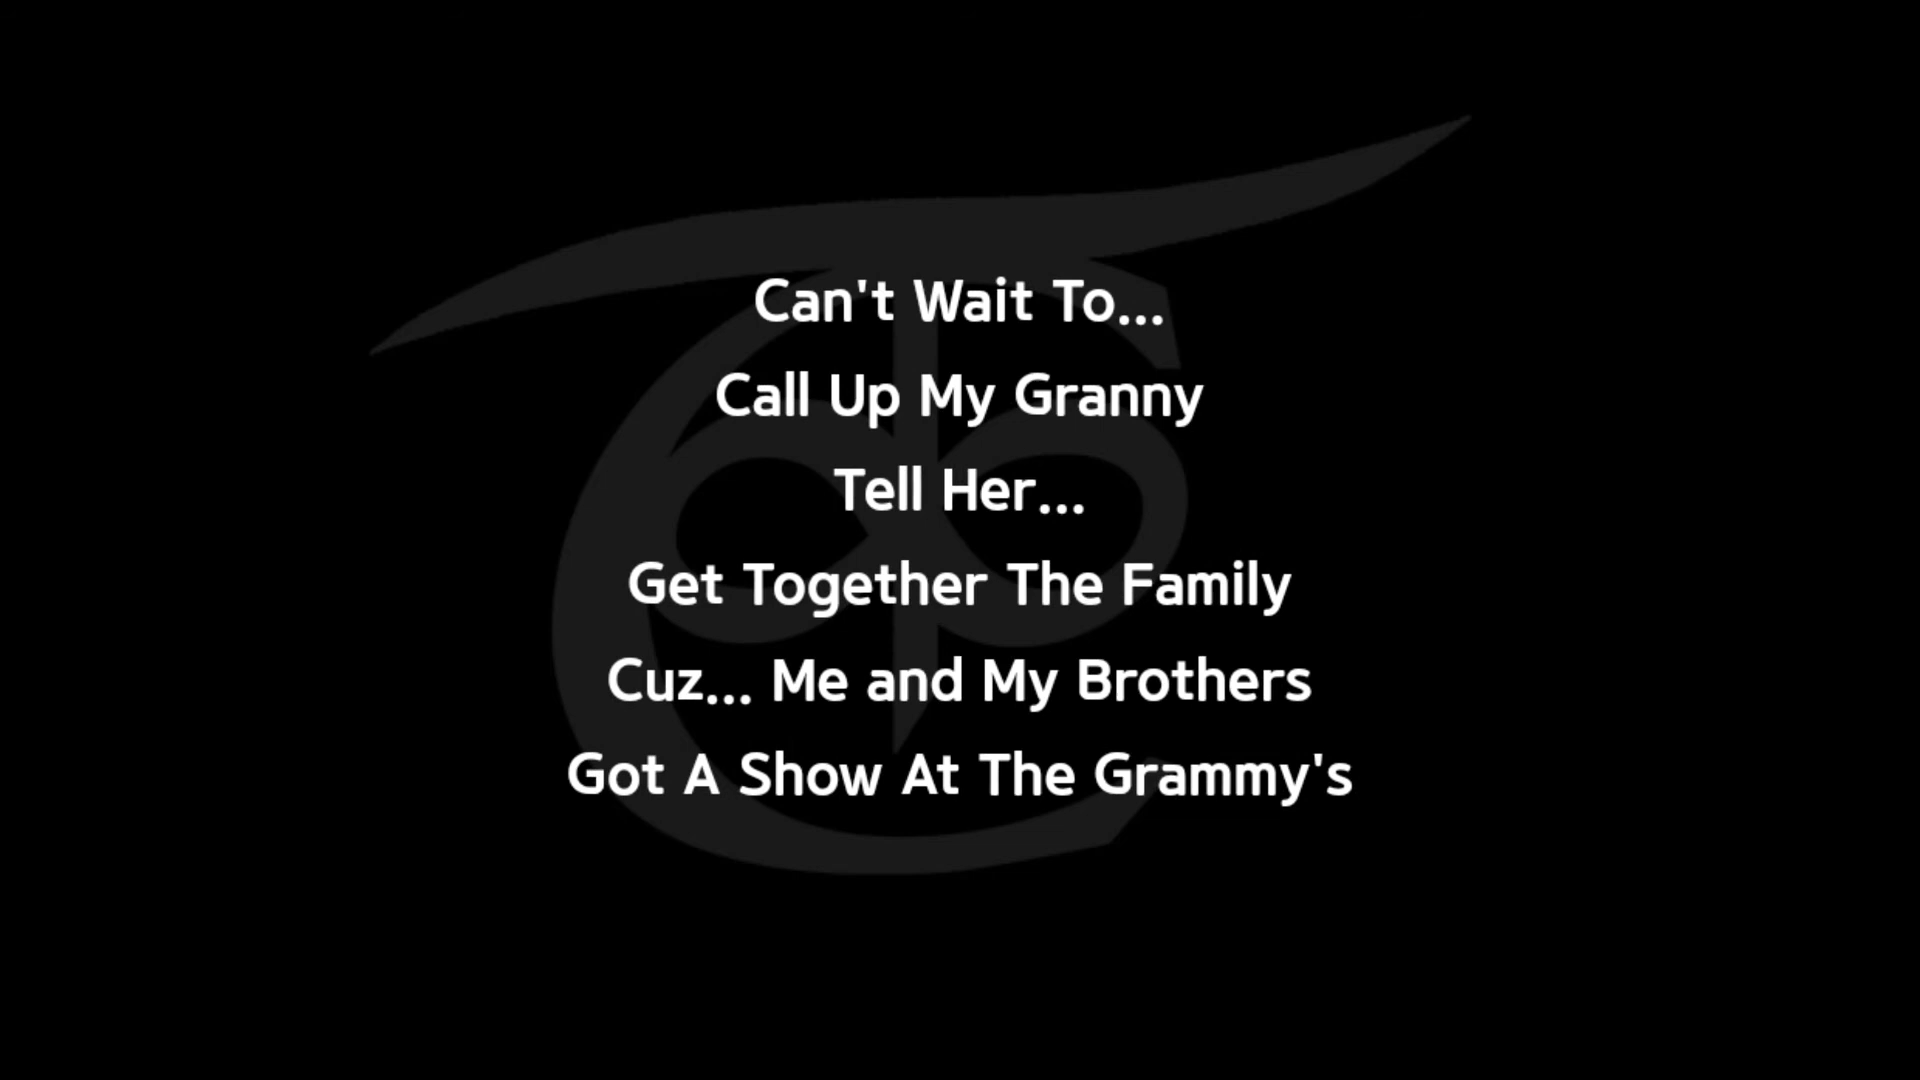 Can't Wait To...
Call Up My Granny
Tell Her...
Get Together The Family
Cuz... Me and My Brothers
Got A Show At The Grammy's